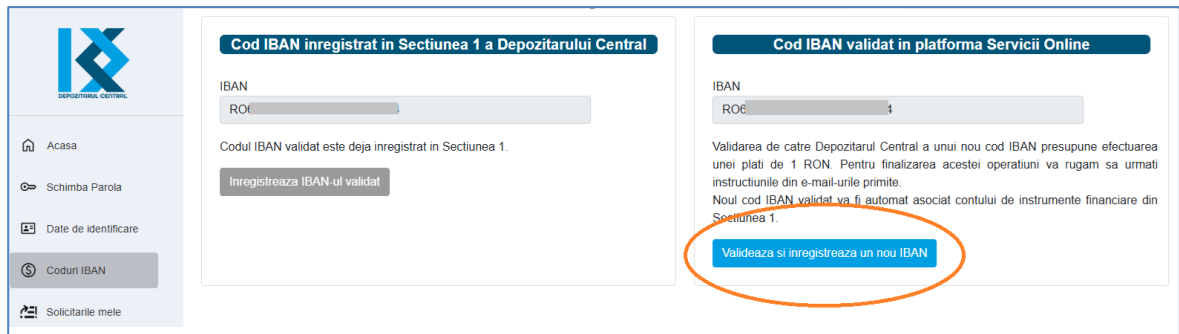 DEPOZITARUL CENTRAL
Acasa
Schimba Parola
Date de identificare
Coduri IBAN
Solicitarile mele
Cod IBAN inregistrat in Sectiunea 1 a Depozitarului Central
IBAN
Codul IBAN validat este deja inregistrat in Sectiunea 1.
Inregistreaza IBAN-ul validat
Cod IBAN validat in platforma Servicii Online
IBAN
RO6 4
Validarea de catre Depozitarul Central a unui nou cod IBAN presupune efectuarea
unei plati de 1 RON. Pentru finalizarea acestei operatiuni va rugam sa urmati
instructiunile din e-mail-urile primite.
Noul cod IBAN validat va fi automat asociat contului de instrumente financiare din
Sectiunea 1.
Valideaza si inregistreaza un nou IBAN